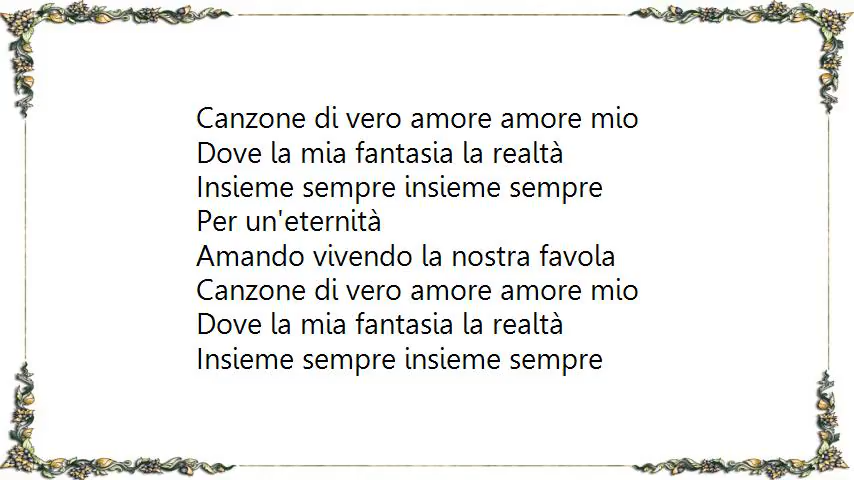 Canzone di vero amore amore mio
Dove la mia fantasia la realtà
Insieme sempre insieme sempre
Per un'eternità
Amando vivendo la nostra favola
Canzone di vero amore amore mio
Dove la mia fantasia la realtà
Insieme sempre insieme sempre